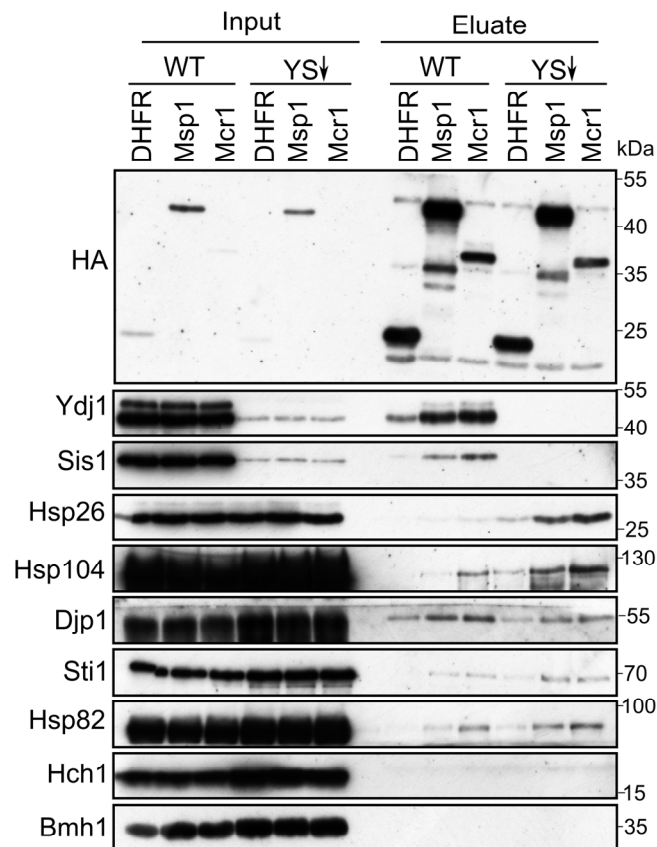 Input Eluate
WT YS↓ WT YS↓
DHFR Msp1 Mcr1 DHFR Msp1 Mcr1 DHFR Msp1 Mcr1 DHFR Msp1 Mcr1
kDa
HA
55
40
35
25
Ydj1
55
40
Sis1
35
Hsp26
25
Hsp104
130
Djp1
55
Sti1
70
Hsp82
100
Hch1
15
Bmh1
35